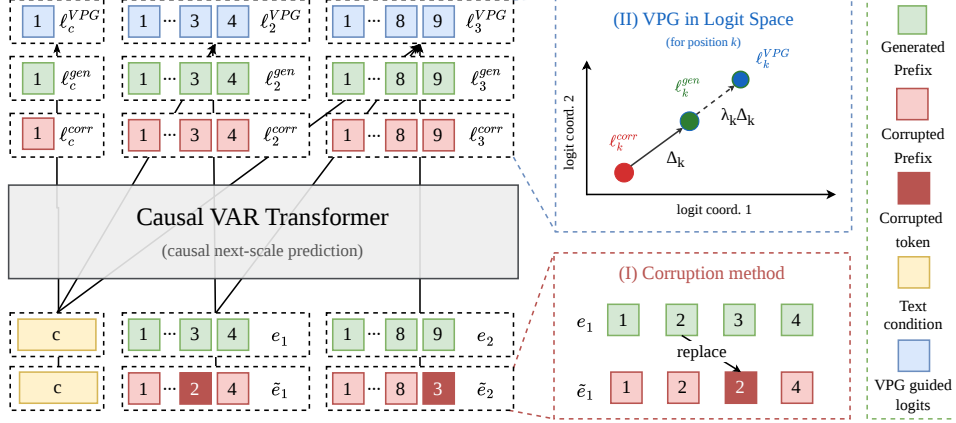 1 ℓ_c^{VPG} 1 ··· 3 4 ℓ_2^{VPG} 1 ··· 8 9 ℓ_3^{VPG}
1 ℓ_c^{gen} 1 ··· 3 4 ℓ_2^{gen} 1 ··· 8 9 ℓ_3^{gen}
1 ℓ_c^{corr} 1 ··· 3 4 ℓ_2^{corr} 1 ··· 8 9 ℓ_3^{corr}
Causal VAR Transformer
(causal next-scale prediction)
c 1 ··· 3 4 e_1 1 ··· 8 9 e_2
c 1 ··· 2 4 ẽ_1 1 ··· 8 3 ẽ_2
(II) VPG in Logit Space
(for position k)
ℓ_k^{VPG}
ℓ_k^{gen}
λ_kΔ_k
ℓ_k^{corr}
Δ_k
logit coord. 2
logit coord. 1
(I) Corruption method
e_1 1 2 3 4
replace
ẽ_1 1 2 2 4
Generated
Prefix
Corrupted
Prefix
Corrupted
token
Text
condition
VPG guided
logits